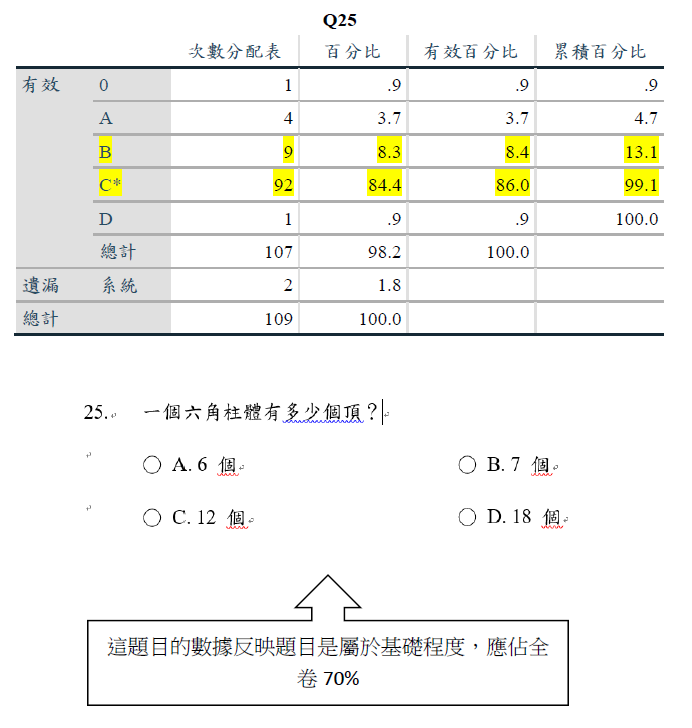 Q25
次數分配表 百分比 有效百分比 累積百分比
有效 0 1 .9 .9 .9
A 4 3.7 3.7 4.7
B 9 8.3 8.4 13.1
C* 92 84.4 86.0 99.1
D 1 .9 .9 100.0
總計 107 98.2 100.0
遺漏 系統 2 1.8
總計 109 100.0
25. 一個六角柱體有多少個頂？
A. 6 個 B. 7 個
C. 12 個 D. 18 個
這題目的數據反映題目是屬於基礎程度，應佔全
卷 70%